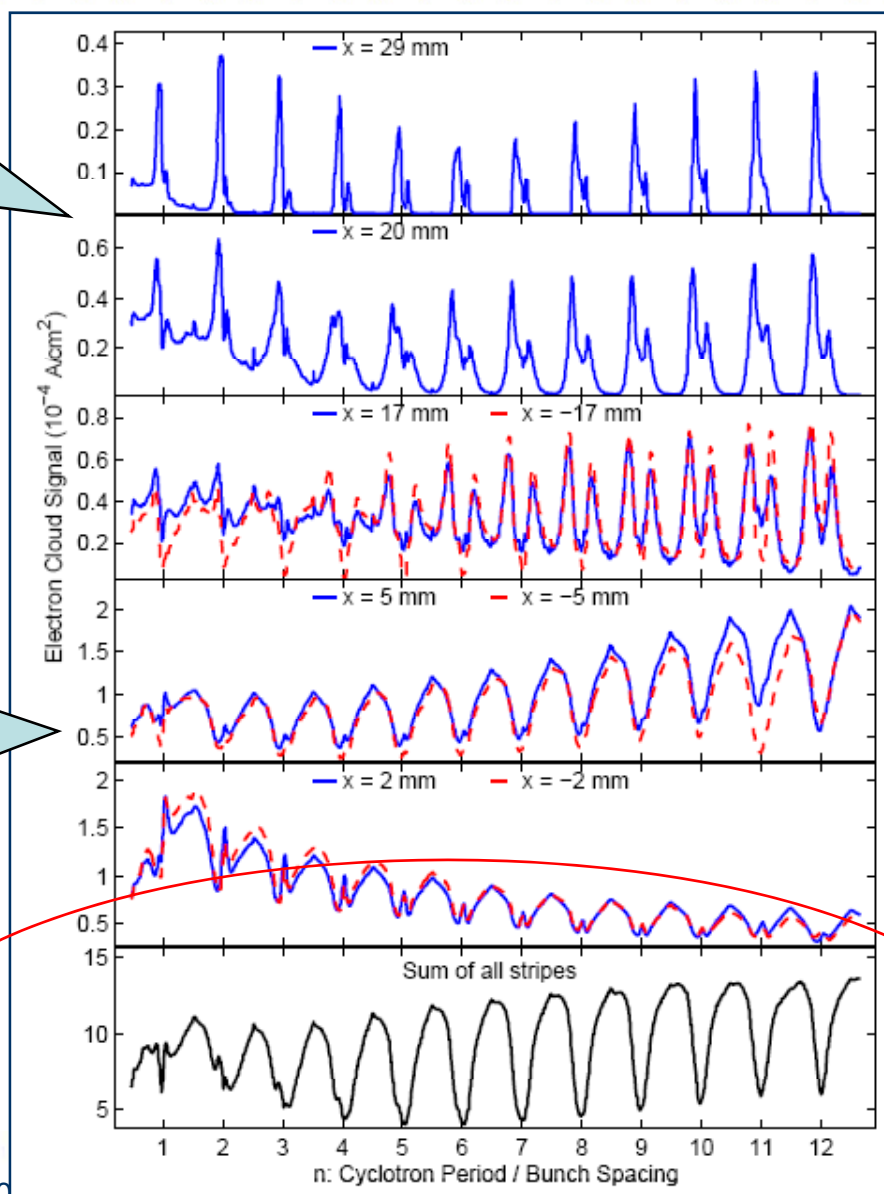 x = 29 mm
0.4
0.3
0.2
0.1
x = 20 mm
0.6
0.4
0.2
x = 17 mm x = −17 mm
0.8
0.6
0.4
0.2
x = 5 mm x = −5 mm
2
1.5
1
0.5
x = 2 mm x = −2 mm
2
1.5
1
0.5
Sum of all stripes
15
10
5
Electron Cloud Signal (10⁻⁴ Acm²)
1 2 3 4 5 6 7 8 9 10 11 12
n: Cyclotron Period / Bunch Spacing